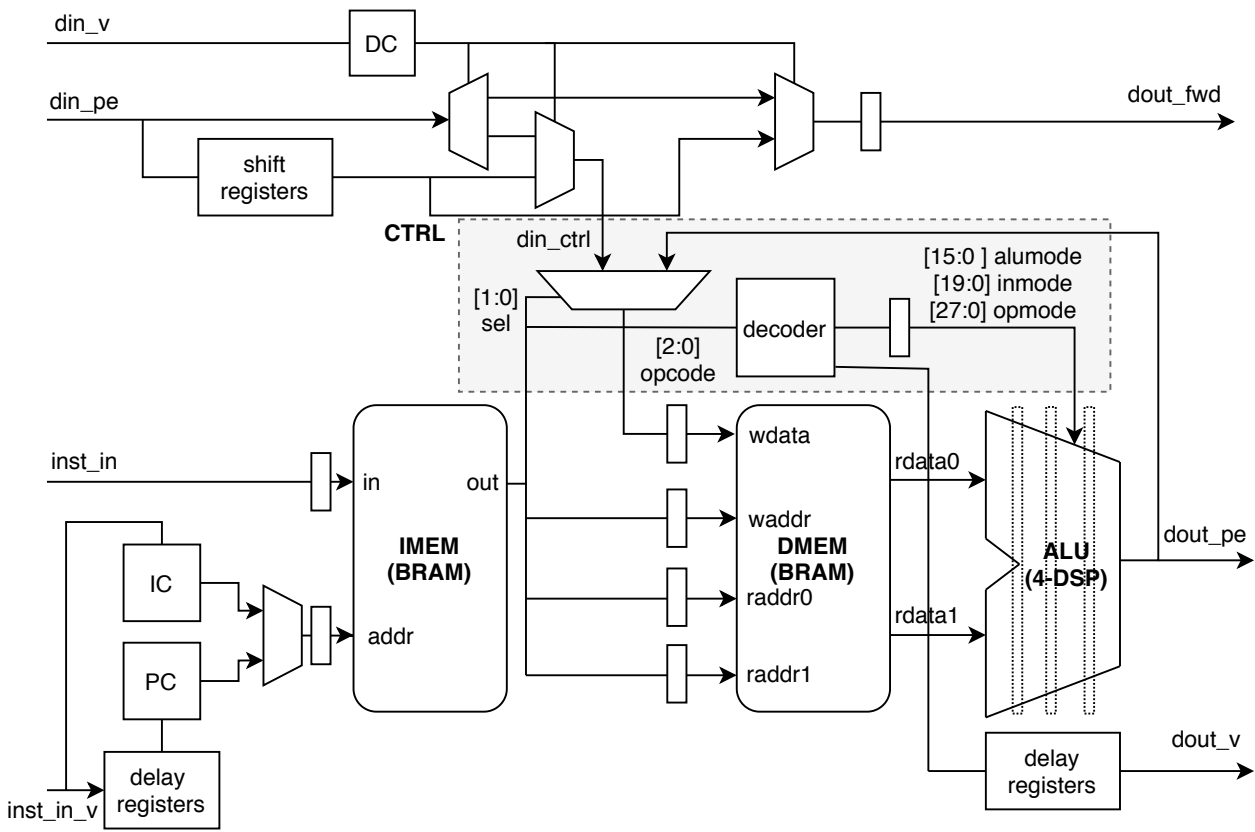 din_v
DC
din_pe
dout_fwd
shift
registers
CTRL
din_ctrl
[15:0 ] alumode
[19:0] inmode
[27:0] opmode
[1:0]
sel
decoder
[2:0]
opcode
wdata
inst_in
in
out
rdata0
waddr
IMEM
(BRAM)
DMEM
(BRAM)
ALU
(4-DSP)
dout_pe
IC
raddr0
rdata1
addr
PC
raddr1
dout_v
delay
registers
delay
registers
inst_in_v